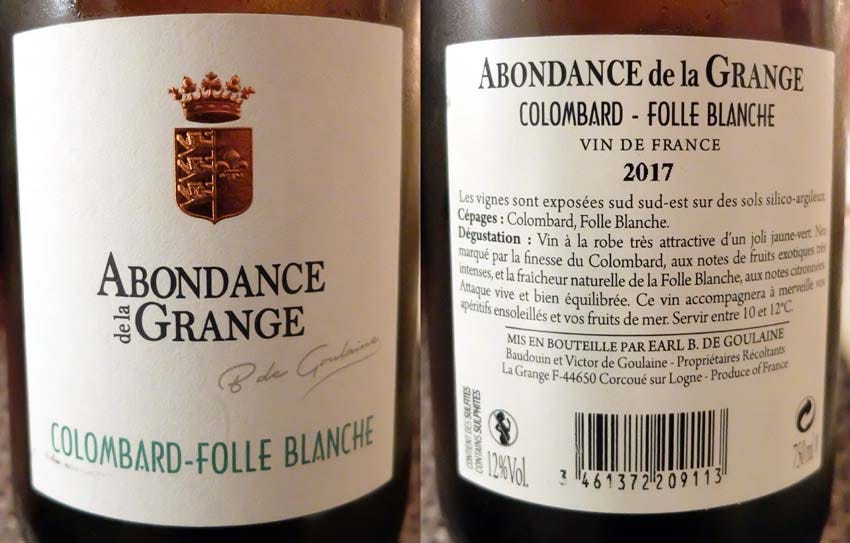 ABONDANCE
de la
GRANGE
B de Goulaine
COLOMBARD-FOLLE BLANCHE
ABONDANCE de la GRANGE
COLOMBARD - FOLLE BLANCHE
VIN DE FRANCE
2017
Les vignes sont exposées sud sud-est sur des sols silico-argileux.
Cépages : Colombard, Folle Blanche.
Dégustation : Vin à la robe très attractive d'un joli jaune-vert. Nez
marqué par la finesse du Colombard, aux notes de fruits exotiques très
intenses, et la fraîcheur naturelle de la Folle Blanche, aux notes citronnées.
Attaque vive et bien équilibrée. Ce vin accompagnera à merveille vos
apéritifs ensoleillés et vos fruits de mer. Servir entre 10 et 12°C.
MIS EN BOUTEILLE PAR EARL B. DE GOULAINE
Baudouin et Victor de Goulaine - Propriétaires Récoltants
La Grange F-44650 Corcoué sur Logne - Produce of France
CONTIENT DES SULFITES
CONTAINS SULPHITES
12%Vol.
3 461372 209113
750 ml